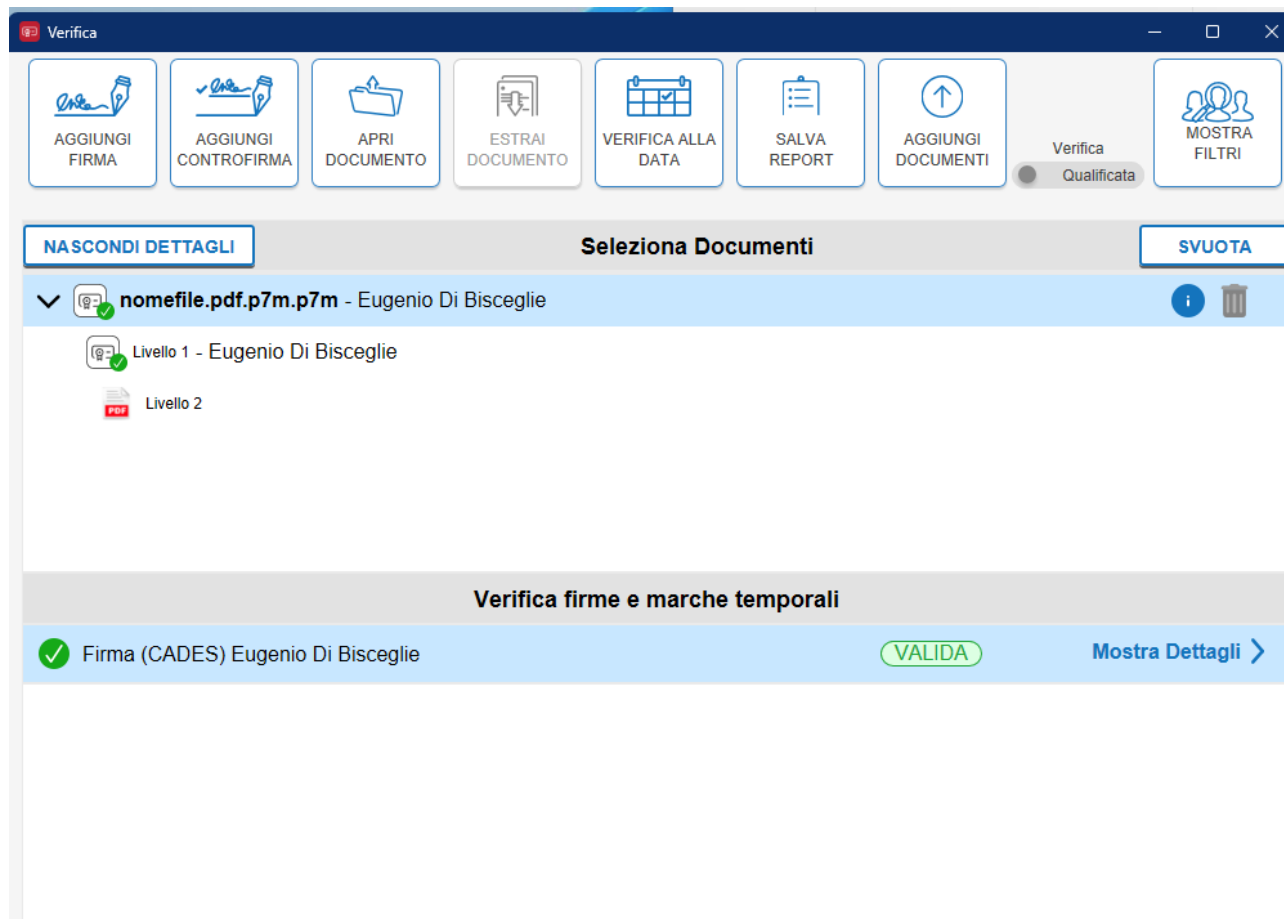 Verifica
AGGIUNGI
FIRMA
AGGIUNGI
CONTROFIRMA
APRI
DOCUMENTO
ESTRAI
DOCUMENTO
VERIFICA ALLA
DATA
SALVA
REPORT
AGGIUNGI
DOCUMENTI
Verifica
Qualificata
MOSTRA
FILTRI
NASCONDI DETTAGLI
Seleziona Documenti
SVUOTA
nomefile.pdf.p7m.p7m - Eugenio Di Bisceglie
Livello 1 - Eugenio Di Bisceglie
PDF
Livello 2
Verifica firme e marche temporali
Firma (CADES) Eugenio Di Bisceglie
VALIDA
Mostra Dettagli